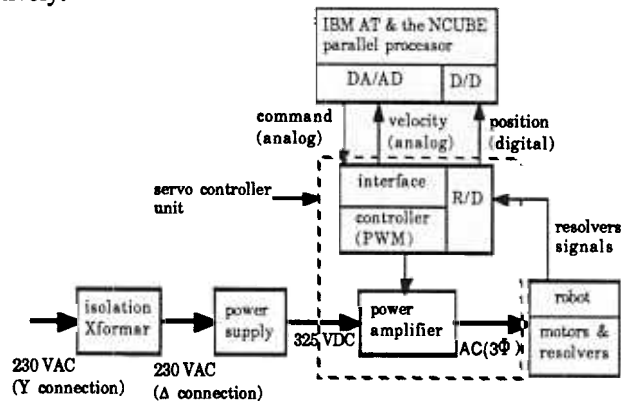 ively.
IBM AT & the NCUBE
parallel processor
DA/AD
D/D
command
(analog)
velocity
(analog)
position
(digital)
servo controller
unit
interface
R/D
controller
(PWM)
resolvers
signals
isolation
Xformar
power
supply
power
amplifier
robot
motors &
resolvers
325 VDC
AC(3Φ)
230 VAC
(Y connection)
230 VAC
(Δ connection)